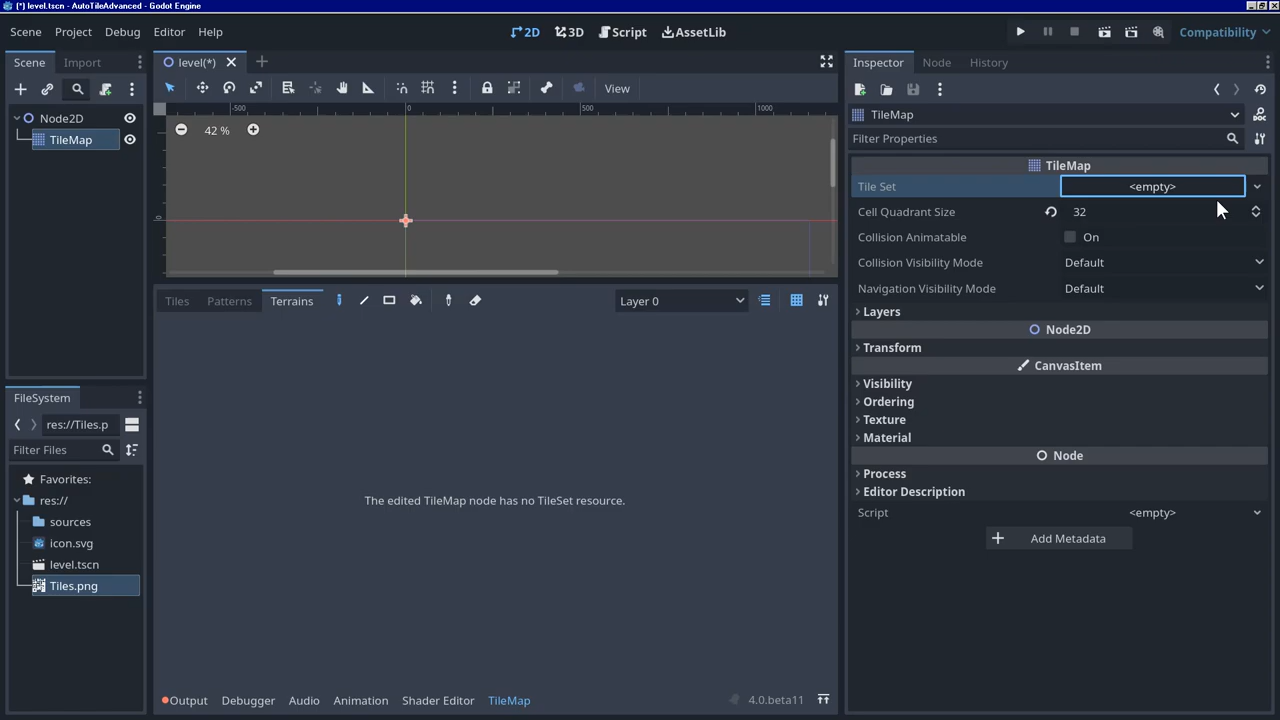 (*) level.tscn - AutoTileAdvanced - Godot Engine
Scene Project Debug Editor Help
2D 3D Script AssetLib
Compatibility
Scene Import
level(*)
Inspector Node History
-500 0 500 1000
View
Node2D
TileMap
42 %
0
TileMap
Filter Properties
TileMap
Tile Set <empty>
Cell Quadrant Size 32
Collision Animatable On
Collision Visibility Mode Default
Navigation Visibility Mode Default
Layers
Node2D
Transform
CanvasItem
Visibility
Ordering
Texture
Material
Node
Process
Editor Description
Script <empty>
Add Metadata
Tiles Patterns Terrains
Layer 0
The edited TileMap node has no TileSet resource.
FileSystem
res://Tiles.p
Filter Files
Favorites:
res://
sources
icon.svg
level.tscn
Tiles.png
Output Debugger Audio Animation Shader Editor TileMap
4.0.beta11